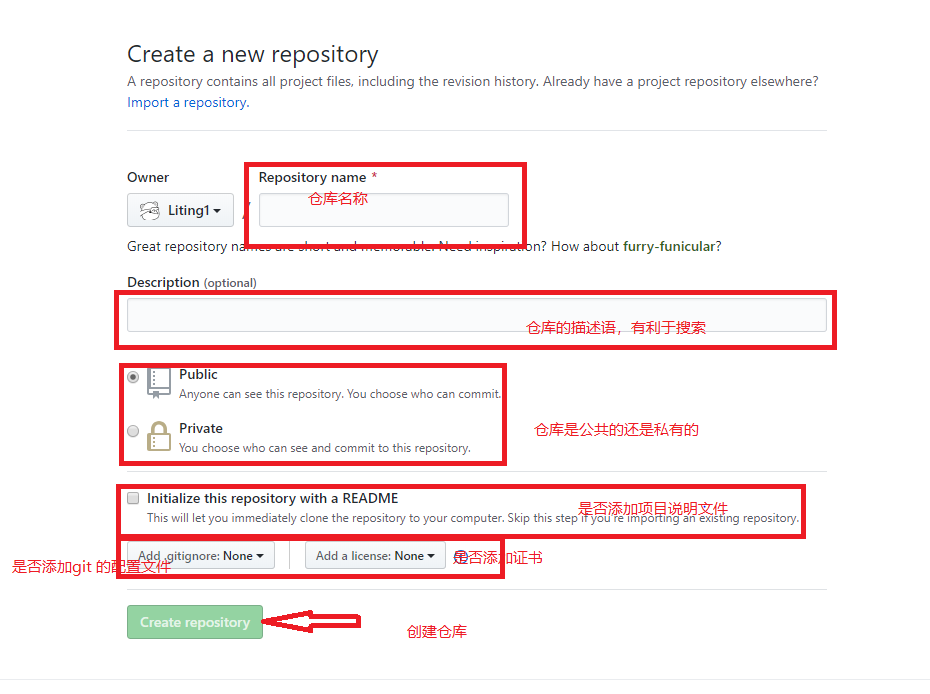 Create a new repository
A repository contains all project files, including the revision history. Already have a project repository elsewhere?
Import a repository.
Owner
Repository name *
仓库名称
Liting1
/
Great repository names are short and memorable. Need inspiration? How about furry-funicular?
Description (optional)
仓库的描述语，有利于搜索
Public
Anyone can see this repository. You choose who can commit.
仓库是公共的还是私有的
Private
You choose who can see and commit to this repository.
Initialize this repository with a README
是否添加项目说明文件
This will let you immediately clone the repository to your computer. Skip this step if you're importing an existing repository.
Add .gitignore: None
Add a license: None
是否添加证书
是否添加git 的配置文件
Create repository
创建仓库